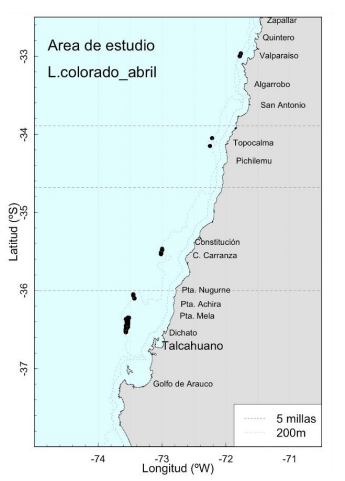 Zapallar
Area de estudio
L.colorado_abril
Quintero
Valparaiso
Algarrobo
San Antonio
Topocalma
Pichilemu
Constitución
C. Carranza
Pta. Nugurne
Pta. Achira
Pta. Mela
Dichato
Talcahuano
Golfo de Arauco
-33
-34
-35
-36
-37
Latitud (ºS)
5 millas
200m
-74
-73
-72
-71
Longitud (ºW)